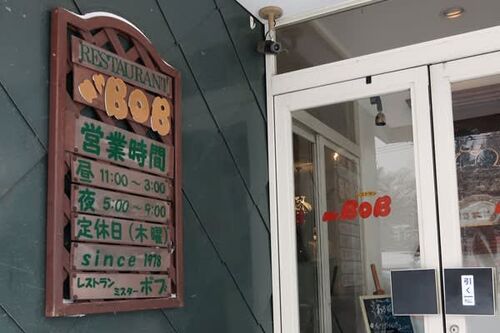 RESTAURANT
Mr BOB
営業時間
昼 11:00〜3:00
夜 5:00〜9:00
定休日(木曜)
since 1978
レストラン
ミスター ボブ
BOB
引く